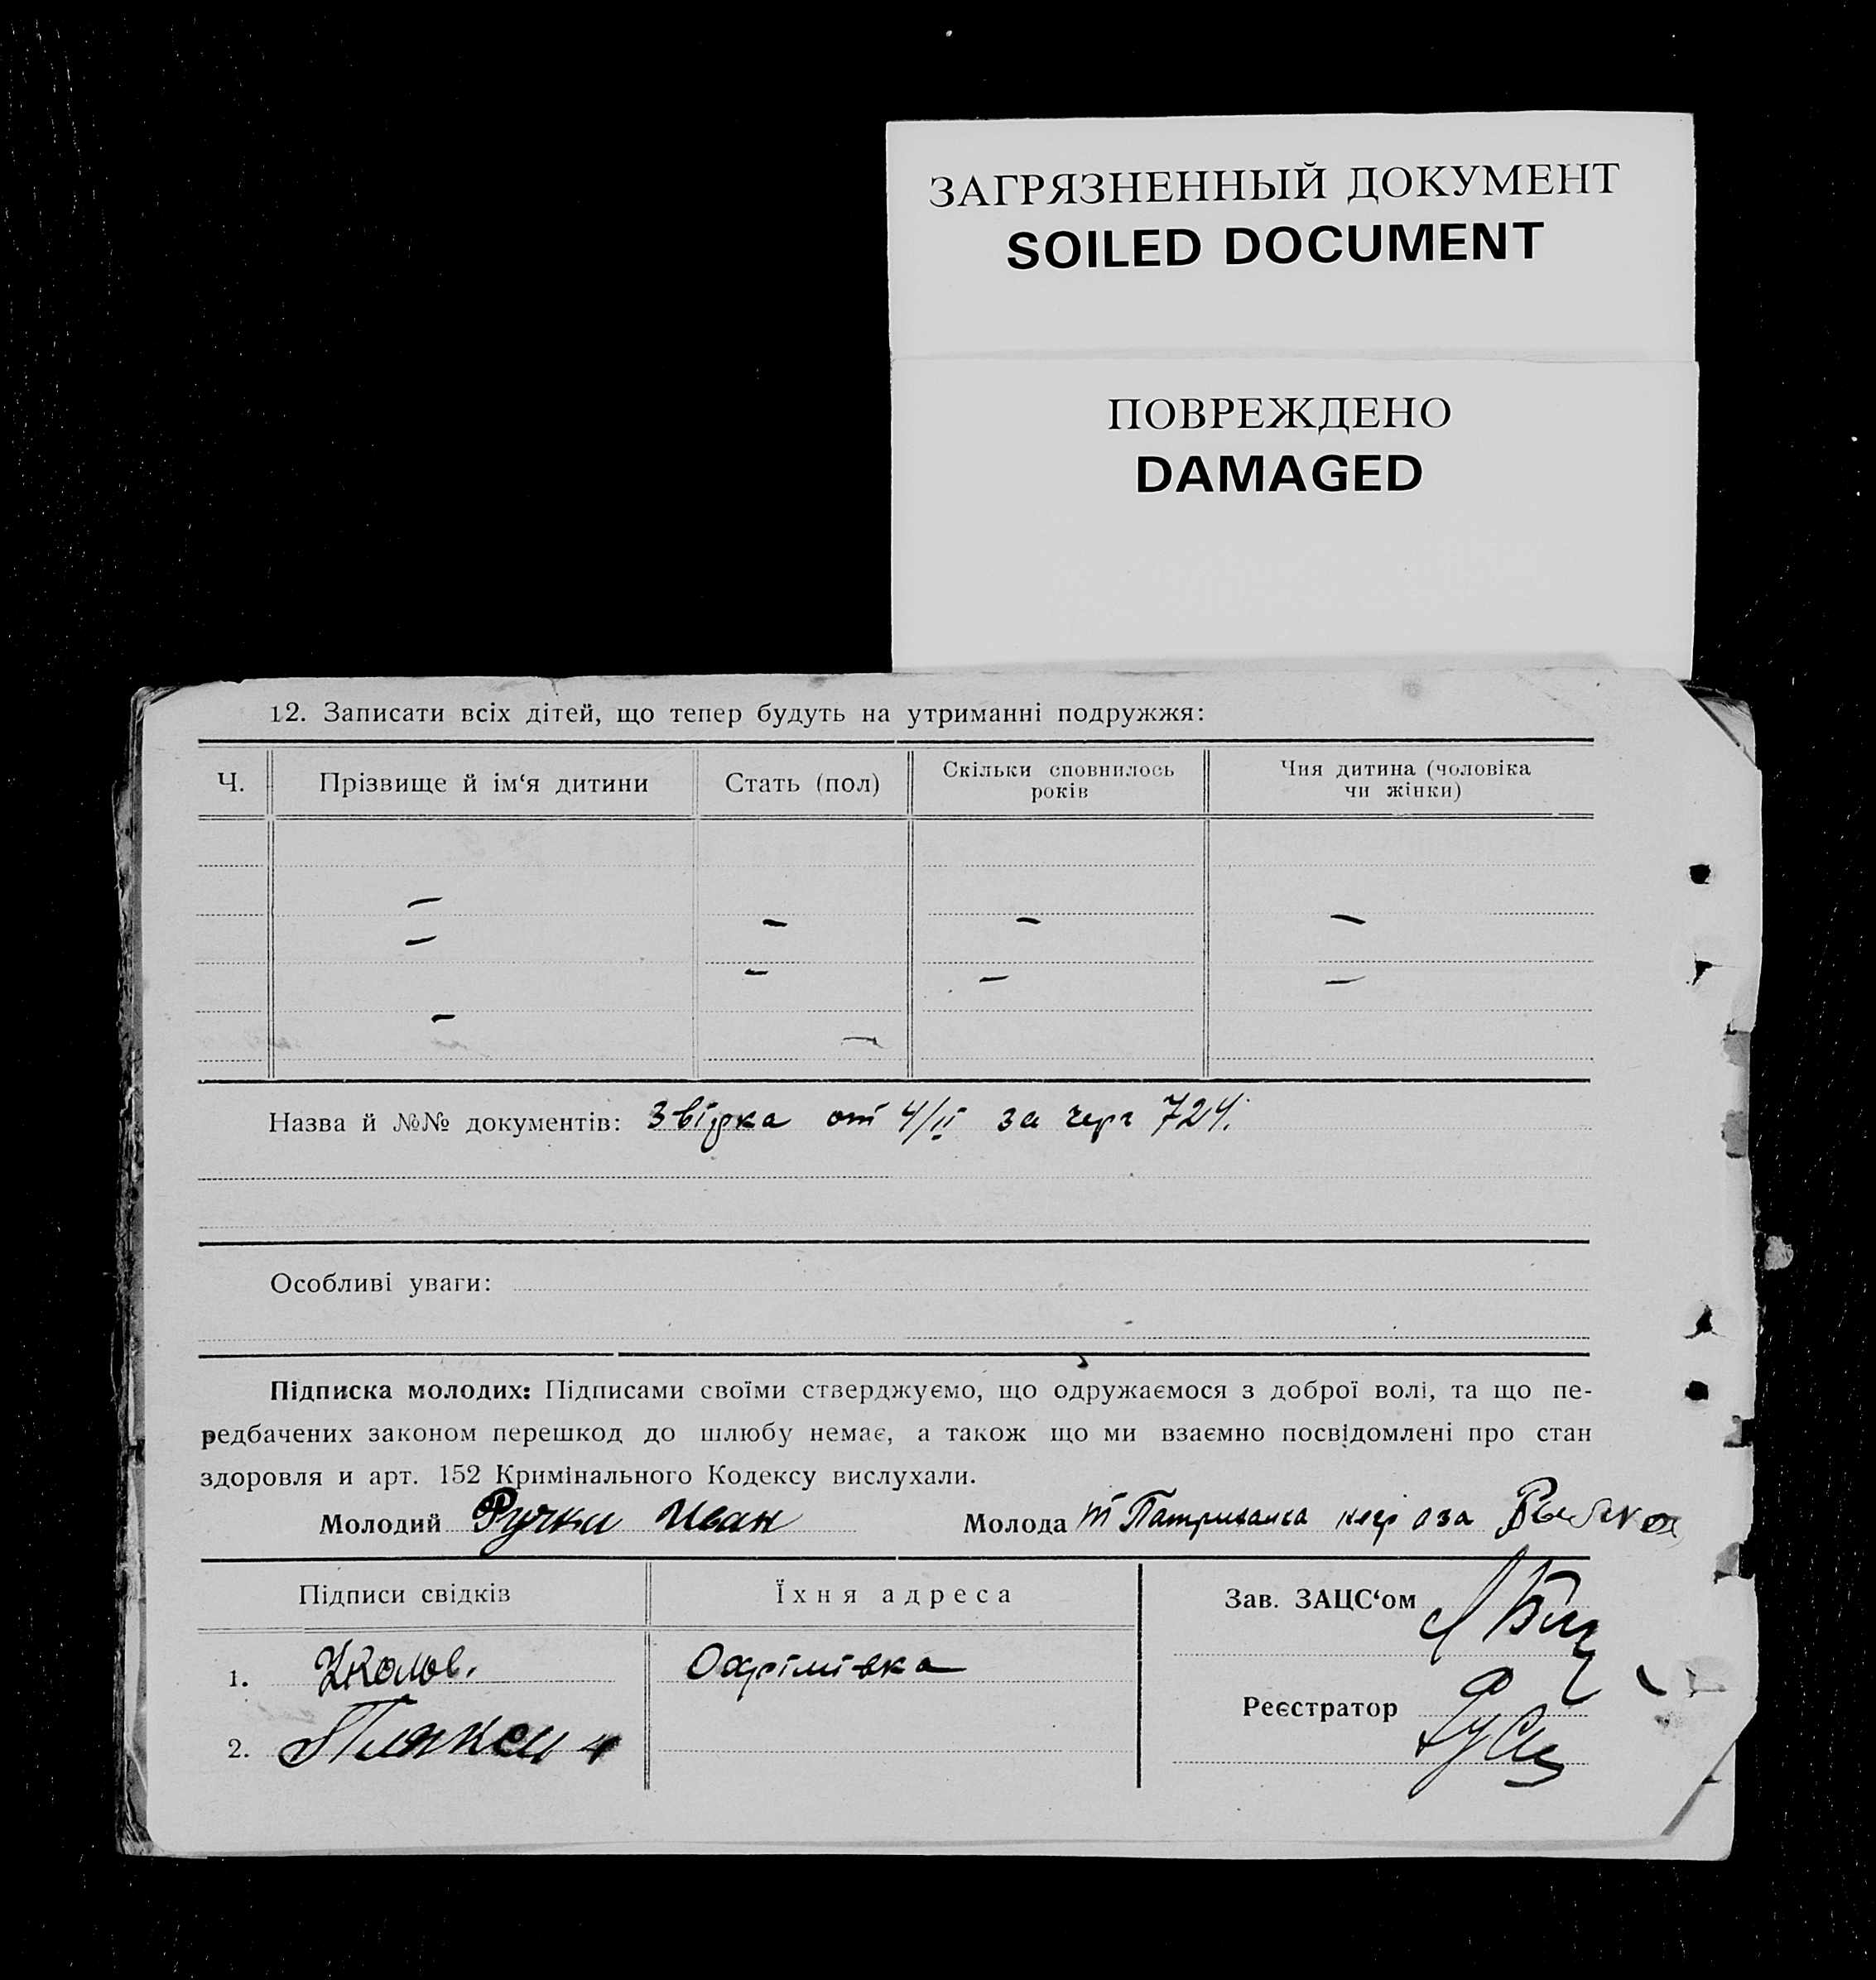 ЗАГРЯЗНЕННЫЙ ДОКУМЕНТ
SOILED DOCUMENT
ПОВРЕЖДЕНО
DAMAGED
12. Записати всіх дітей, що тепер будуть на утриманні подружжя:
Ч. Прізвище й ім‘я дитини Стать (пол) Скільки сповнилось років Чия дитина (чоловіка чи жінки)
— — — —
— — — —
— —
Назва й №№ документів: Звірка от 4/II за черг 724.
Особливі уваги:
Підписка молодих: Підписами своїми стверджуємо, що одружаємося з доброї волі, та що пе-
редбачених законом перешкод до шлюбу немає, а також що ми взаємно посвідомлені про стан
здоровля и арт. 152 Кримінального Кодексу вислухали.
Молодий Ручки Иван Молода
Підписи свідків Їхня адреса Зав. ЗАЦС‘ом
1. Охрімівка
Реєстратор
2.